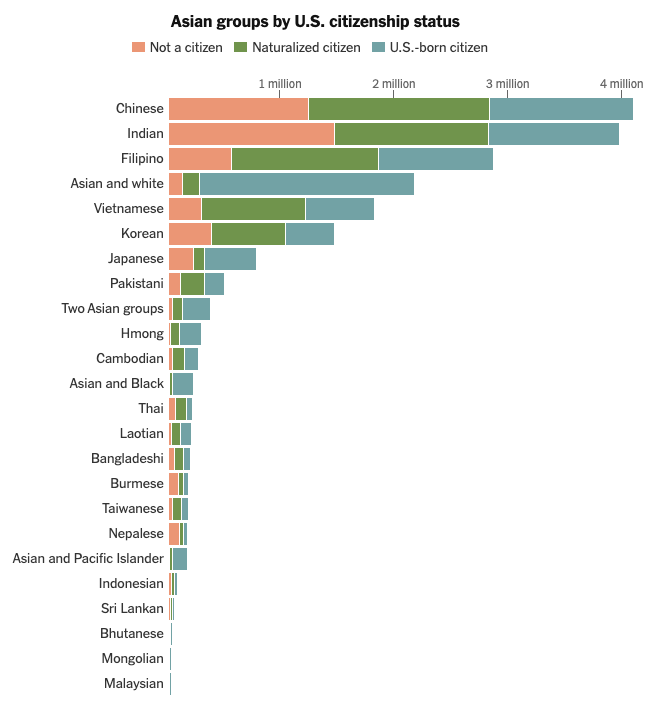 Asian groups by U.S. citizenship status
Not a citizen Naturalized citizen U.S.-born citizen
1 million 2 million 3 million 4 million
Chinese
Indian
Filipino
Asian and white
Vietnamese
Korean
Japanese
Pakistani
Two Asian groups
Hmong
Cambodian
Asian and Black
Thai
Laotian
Bangladeshi
Burmese
Taiwanese
Nepalese
Asian and Pacific Islander
Indonesian
Sri Lankan
Bhutanese
Mongolian
Malaysian